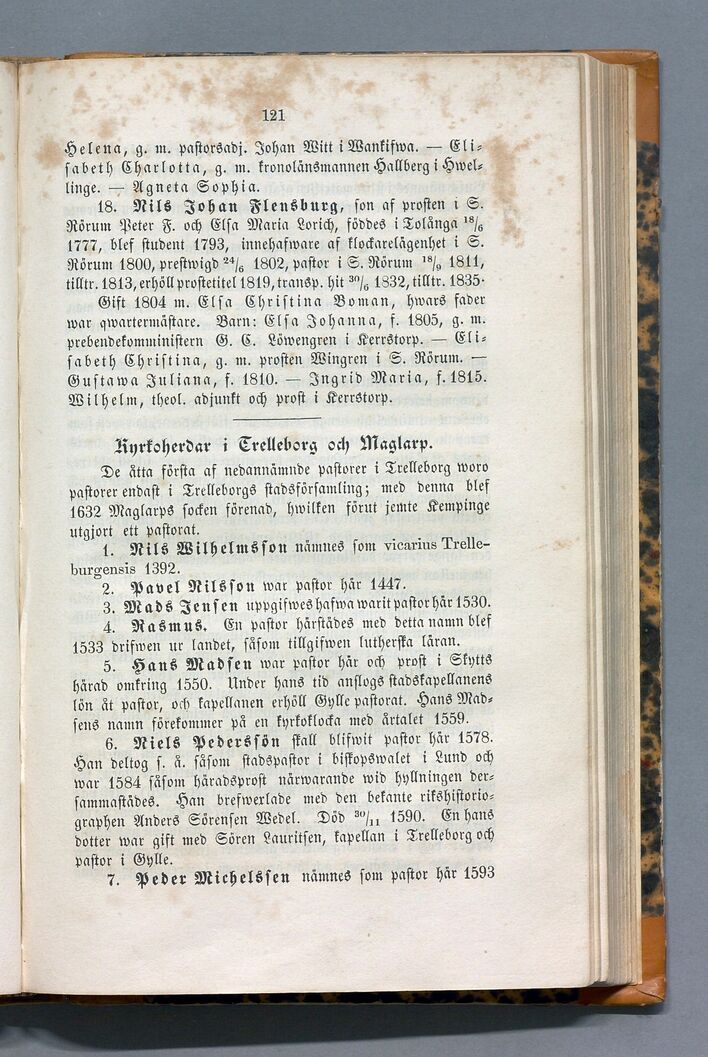 121
Helena, g. m. pastorsadj. Johan Witt i Wankifwa. — Eli-
sabeth Charlotta, g. m. kronolänsmannen Hallberg i Hwel-
linge. — Agneta Sophia.
18. Nils Johan Flensburg, son af prosten i S.
Rörum Peter F. och Elsa Maria Lorich, föddes i Tolånga 18/6
1777, blef student 1793, innehafware af klockarelägenhet i S.
Rörum 1800, prestwigd 24/6 1802, pastor i S. Rörum 18/9 1811,
tilltr. 1813, erhöll prostetitel 1819, transp. hit 30/6 1832, tilltr. 1835.
Gift 1804 m. Elsa Christina Boman, hwars fader
war qwartermästare. Barn: Elsa Johanna, f. 1805, g. m.
prebendekomministern G. C. Löwengren i Kerrstorp. — Eli-
sabeth Christina, g. m. prosten Wingren i S. Rörum. —
Gustawa Juliana, f. 1810. — Ingrid Maria, f. 1815.
Wilhelm, theol. adjunkt och prost i Kerrstorp.
Kyrkoherdar i Trelleborg och Maglarp.
De åtta första af nedannämnde pastorer i Trelleborg woro
pastorer endast i Trelleborgs stadsförsamling; med denna blef
1632 Maglarps socken förenad, hwilken förut jemte Kempinge
utgjort ett pastorat.
1. Nils Wilhelmsson nämnes som vicarius Trelle-
burgensis 1392.
2. Pavel Nilsson war pastor här 1447.
3. Mads Jensen uppgifwes hafwa warit pastor här 1530.
4. Rasmus. En pastor härstädes med detta namn blef
1533 drifwen ur landet, såsom tillgifwen lutherska läran.
5. Hans Madsen war pastor här och prost i Skytts
härad omkring 1550. Under hans tid anslogs stadskapellanens
lön åt pastor, och kapellanen erhöll Gylle pastorat. Hans Mad-
sens namn förekommer på en kyrkoklocka med årtalet 1559.
6. Niels Pederssön skall blifwit pastor här 1578.
Han deltog s. å. såsom stadspastor i biskopswalet i Lund och
war 1584 såsom häradsprost närwarande wid hyllningen der-
sammastädes. Han brefwexlade med den bekante rikshistorio-
graphen Anders Sörensen Wedel. Död 30/11 1590. En hans
dotter war gift med Sören Lauritsen, kapellan i Trelleborg och
pastor i Gylle.
7. Peder Michelssen nämnes som pastor här 1593